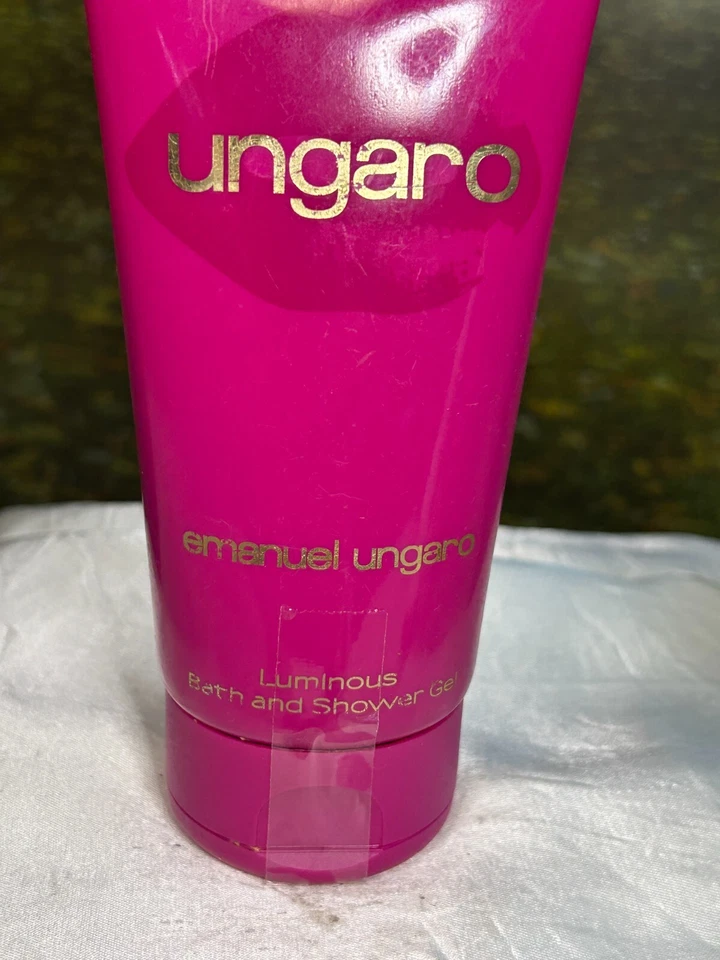 ungaro
emanuel ungaro
Luminous
Bath and Shower Gel